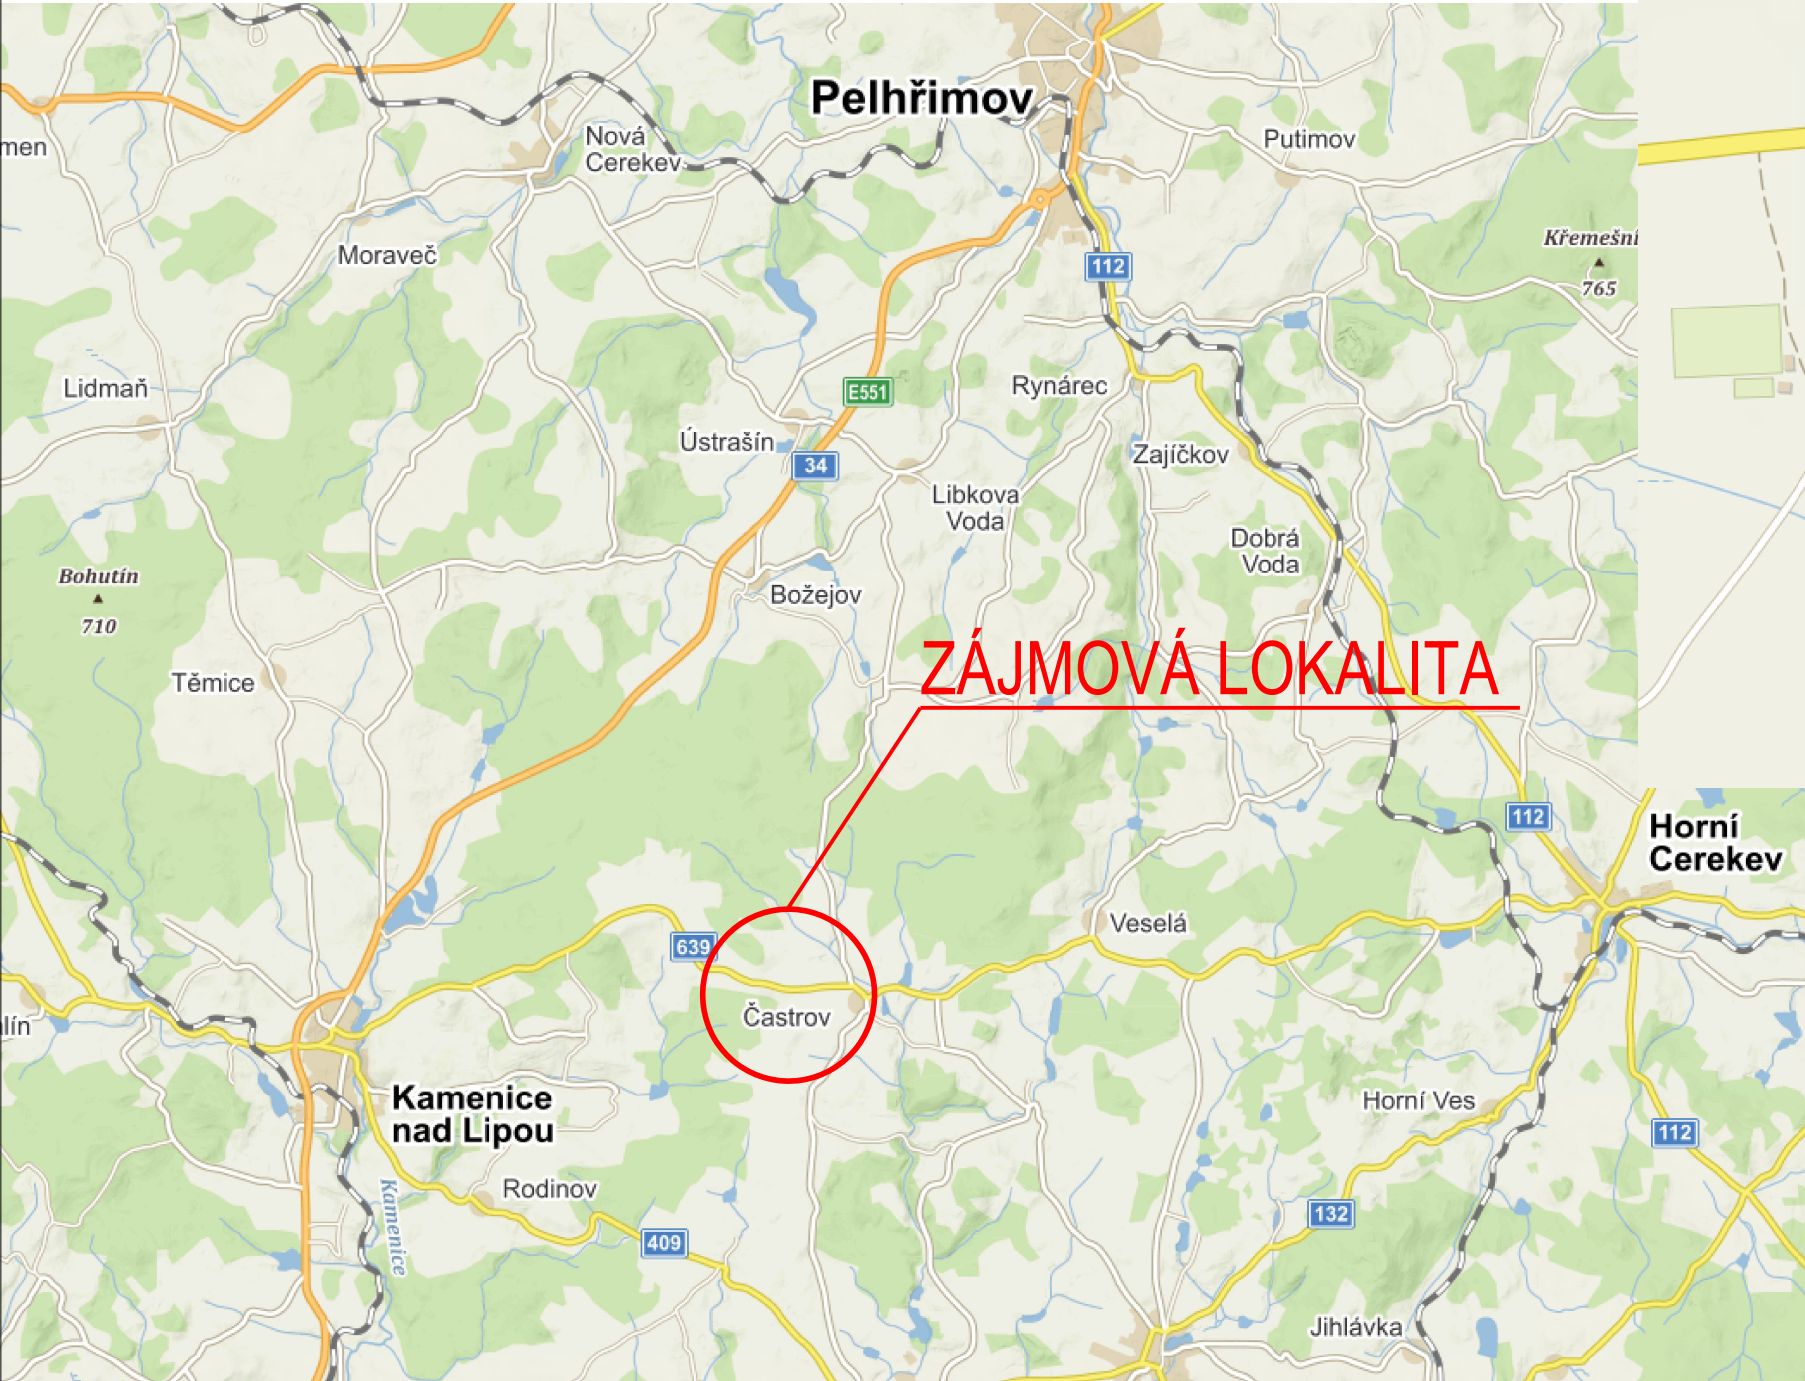 Pelhřimov
Nová
Cerekev
Putimov
men
Moraveč
Křemešní
765
112
Lidmaň
E551
Rynárec
Ústrašín
34
Zajíčkov
Libkova
Voda
Dobrá
Voda
Bohutín
710
Božejov
ZÁJMOVÁ LOKALITA
Těmice
112
Horní
Cerekev
Veselá
639
Častrov
lín
Kamenice
nad Lipou
Horní Ves
112
Rodinov
Kamenice
132
409
Jihlávka